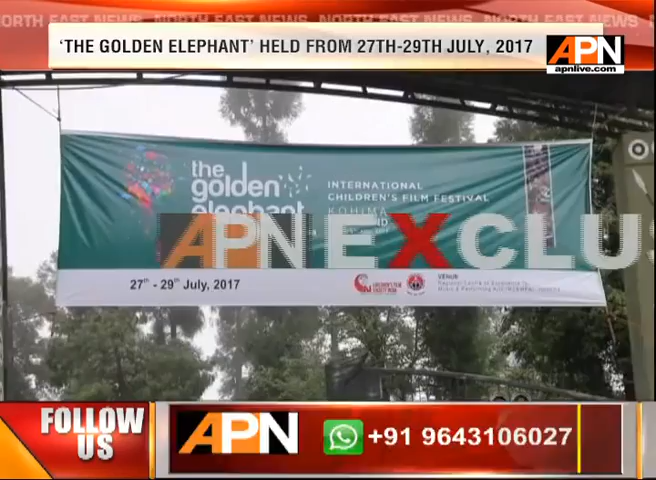 NORTH EAST NEWS NORTH EAST NEWS NORTH EAST NEWS
'THE GOLDEN ELEPHANT' HELD FROM 27TH-29TH JULY, 2017
APN
apnlive.com
the
golden
elephant
INTERNATIONAL
CHILDREN'S FILM FESTIVAL
KOHIMA
APN EXCLU
27th - 29th July, 2017
VENUE
FOLLOW
US
APN
+91 9643106027